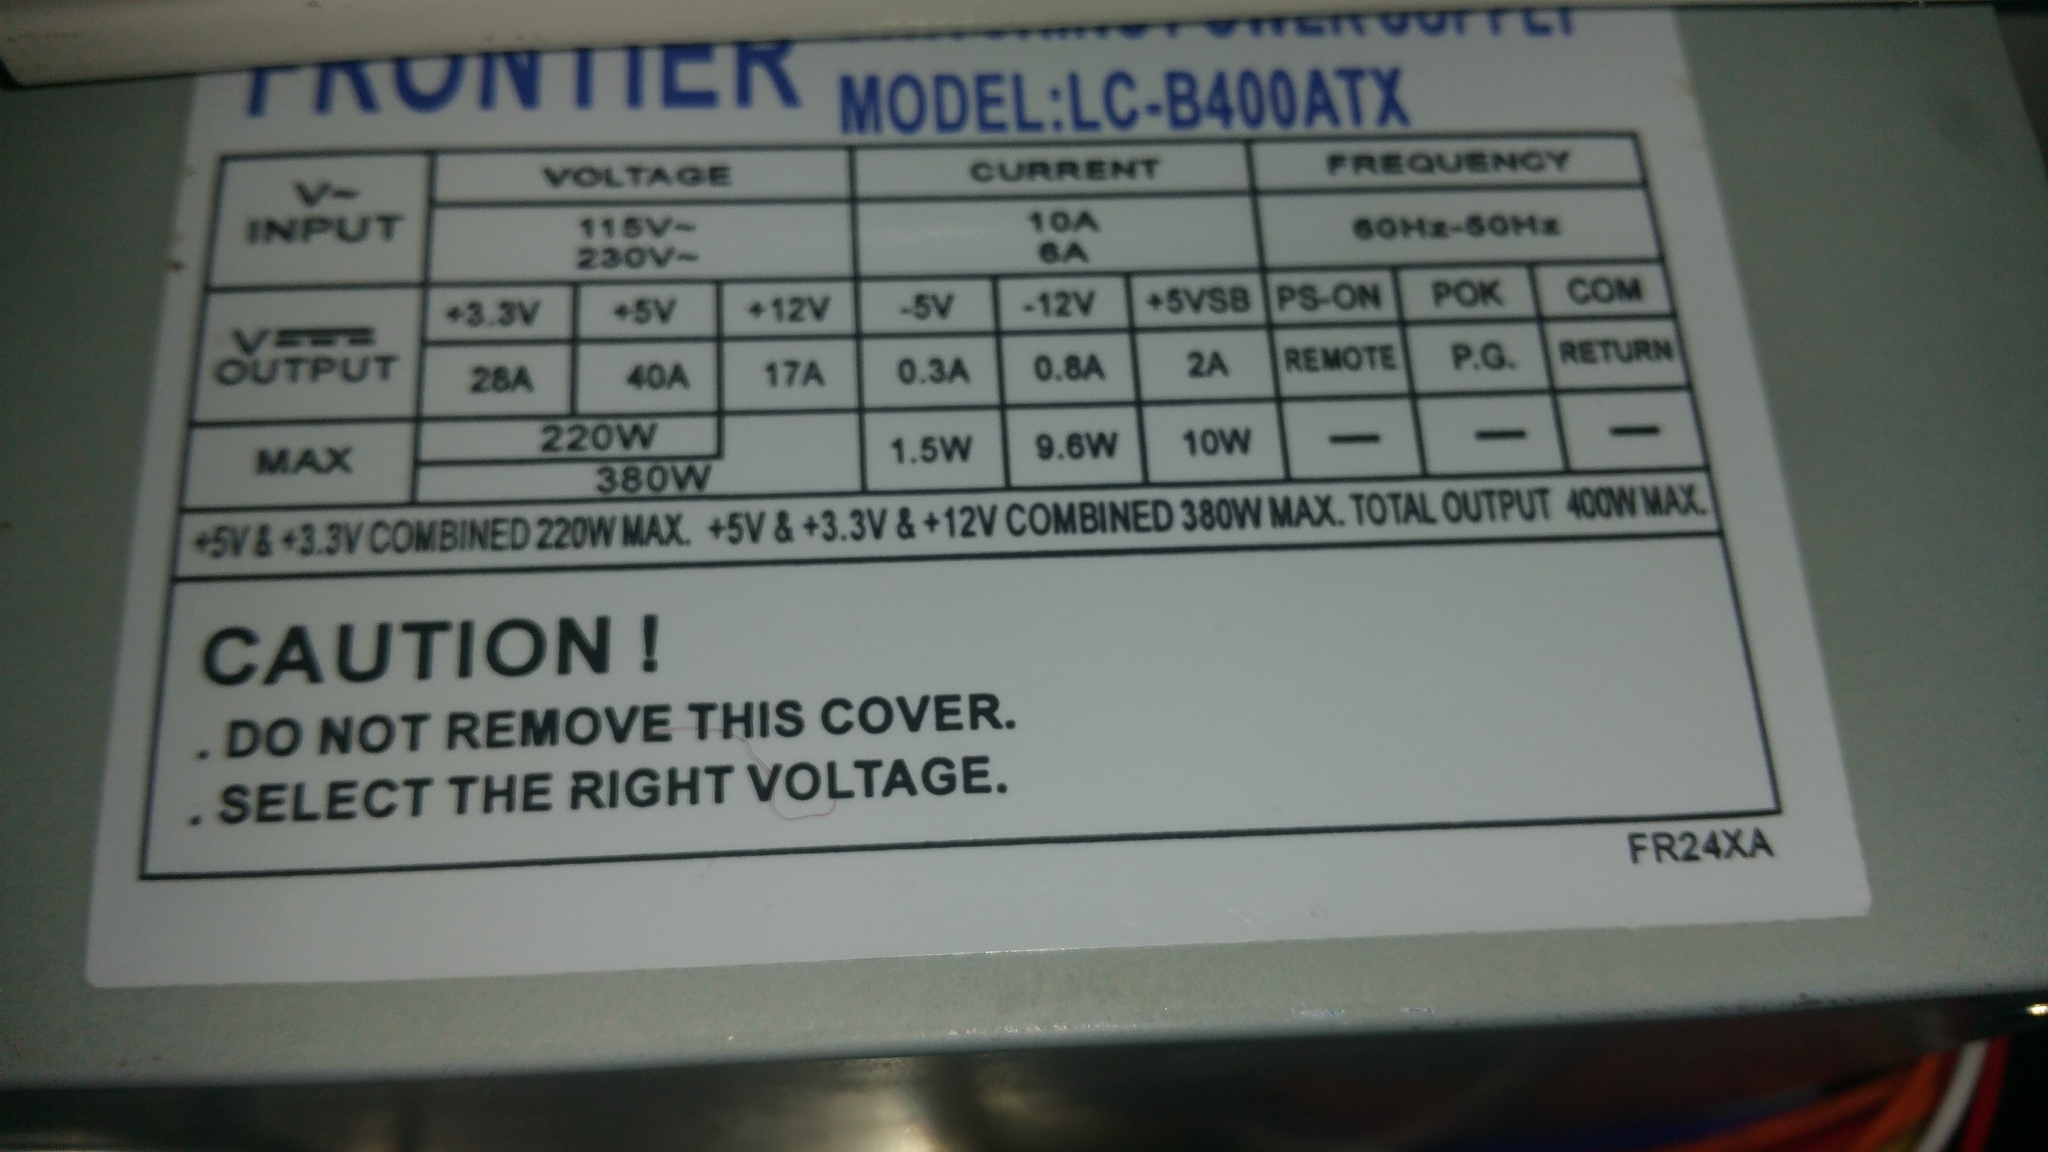 FRONTIER
POWER SUPPLY
MODEL:LC-B400ATX
V~ INPUT
VOLTAGE CURRENT FREQUENCY
115V~ 10A 60Hz-50Hz
230V~ 6A
V OUTPUT
+3.3V +5V +12V -5V -12V +5VSB PS-ON POK COM
28A 40A 17A 0.3A 0.8A 2A REMOTE P.G. RETURN
MAX 220W 1.5W 9.6W 10W — — —
380W
+5V & +3.3V COMBINED 220W MAX. +5V & +3.3V & +12V COMBINED 380W MAX. TOTAL OUTPUT 400W MAX.
CAUTION !
. DO NOT REMOVE THIS COVER.
. SELECT THE RIGHT VOLTAGE.
FR24XA